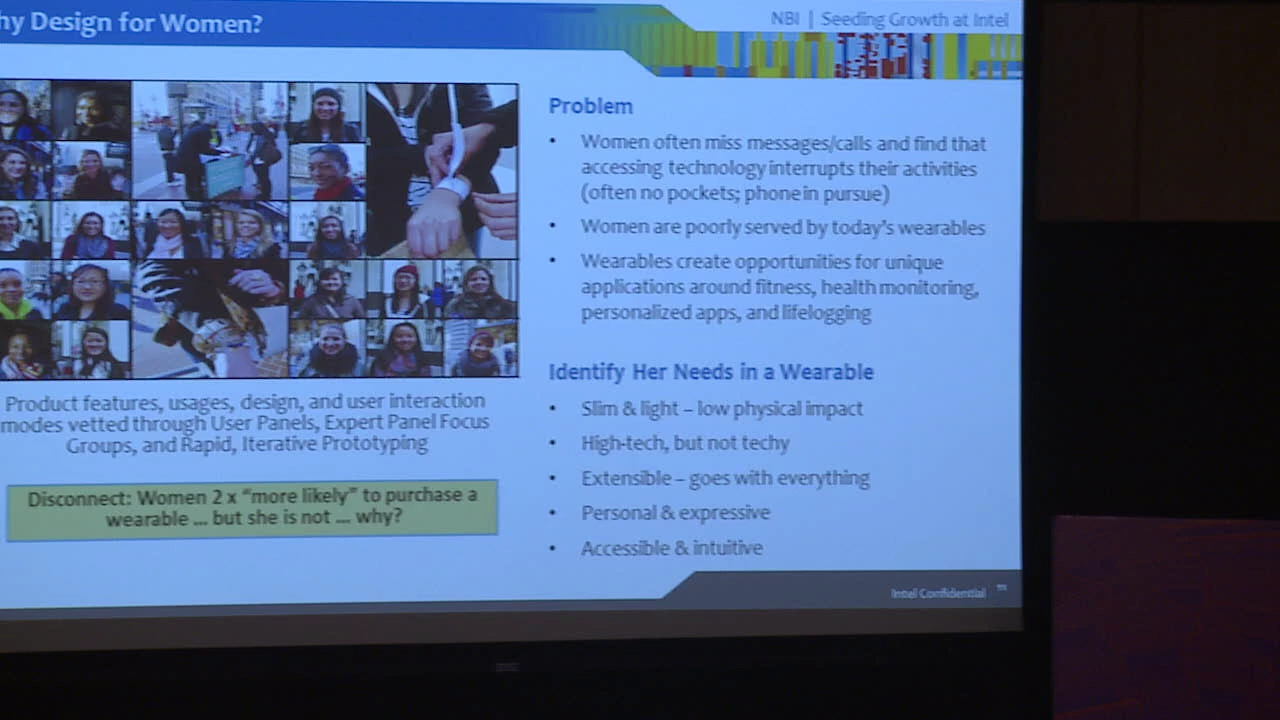 hy Design for Women?
NBI | Seeding Growth at Intel
Problem
• Women often miss messages/calls and find that
accessing technology interrupts their activities
(often no pockets; phone in pursue)
• Women are poorly served by today's wearables
• Wearables create opportunities for unique
applications around fitness, health monitoring,
personalized apps, and lifelogging
Identify Her Needs in a Wearable
• Slim & light – low physical impact
• High-tech, but not techy
• Extensible – goes with everything
• Personal & expressive
• Accessible & intuitive
Product features, usages, design, and user interaction
modes vetted through User Panels, Expert Panel Focus
Groups, and Rapid, Iterative Prototyping
Disconnect: Women 2 x "more likely" to purchase a
wearable ... but she is not .... why?
Intel Confidential